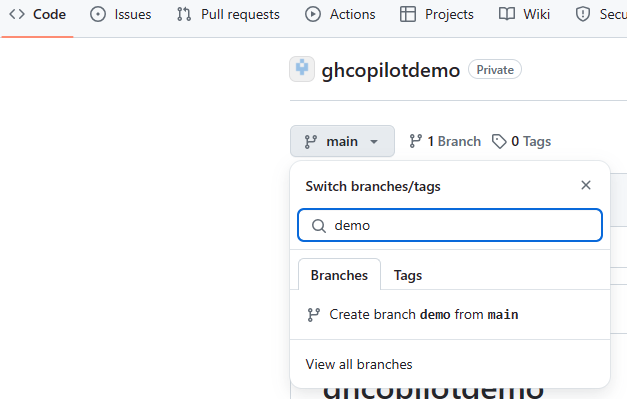 Code Issues Pull requests Actions Projects Wiki Secu
ghcopilotdemo Private
main 1 Branch 0 Tags
Switch branches/tags
demo
Branches Tags
Create branch demo from main
View all branches
ghcopilotdemo